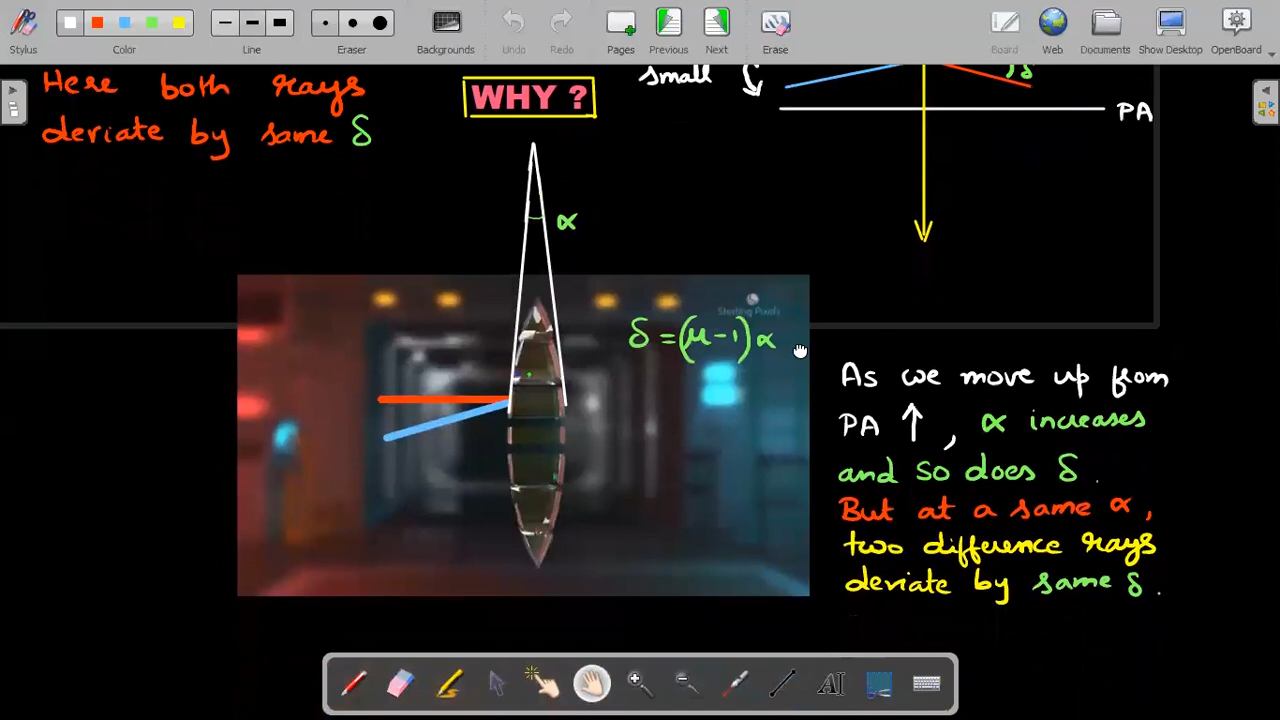 Stylus
Color
Line
Eraser
Backgrounds
Undo
Redo
Pages
Previous
Next
Erase
Board
Web
Documents
Show Desktop
OpenBoard
Here both rays
deviate by same δ
WHY ?
small
δ
PA
α
δ = (μ-1) α
As we move up from
PA ↑, α increases
and so does δ.
But at a same α,
two difference rays
deviate by same δ.
AI